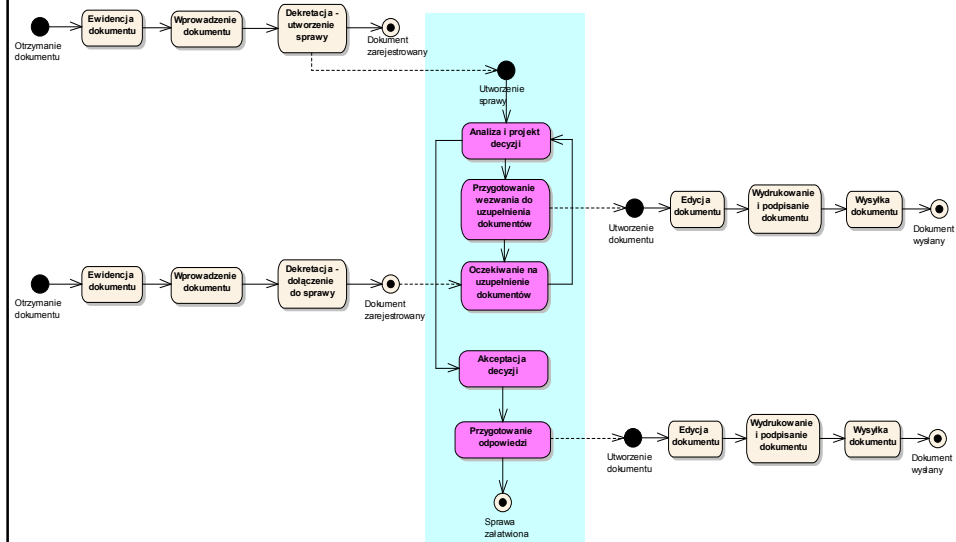 Otrzymanie
dokumentu
Ewidencja
dokumentu
Wprowadzenie
dokumentu
Dekretacja -
utworzenie
sprawy
Dokument
zarejestrowany
Utworzenie
sprawy
Analiza i projekt
decyzji
Przygotowanie
wezwania do
uzupełnienia
dokumentów
Utworzenie
dokumentu
Edycja
dokumentu
Wydrukowanie
i podpisanie
dokumentu
Wysyłka
dokumentu
Dokument
wysłany
Otrzymanie
dokumentu
Ewidencja
dokumentu
Wprowadzenie
dokumentu
Dekretacja -
dołączenie
do sprawy
Dokument
zarejestrowany
Oczekiwanie na
uzupełnienie
dokumentów
Akceptacja
decyzji
Przygotowanie
odpowiedzi
Utworzenie
dokumentu
Edycja
dokumentu
Wydrukowanie
i podpisanie
dokumentu
Wysyłka
dokumentu
Dokument
wysłany
Sprawa
załatwiona